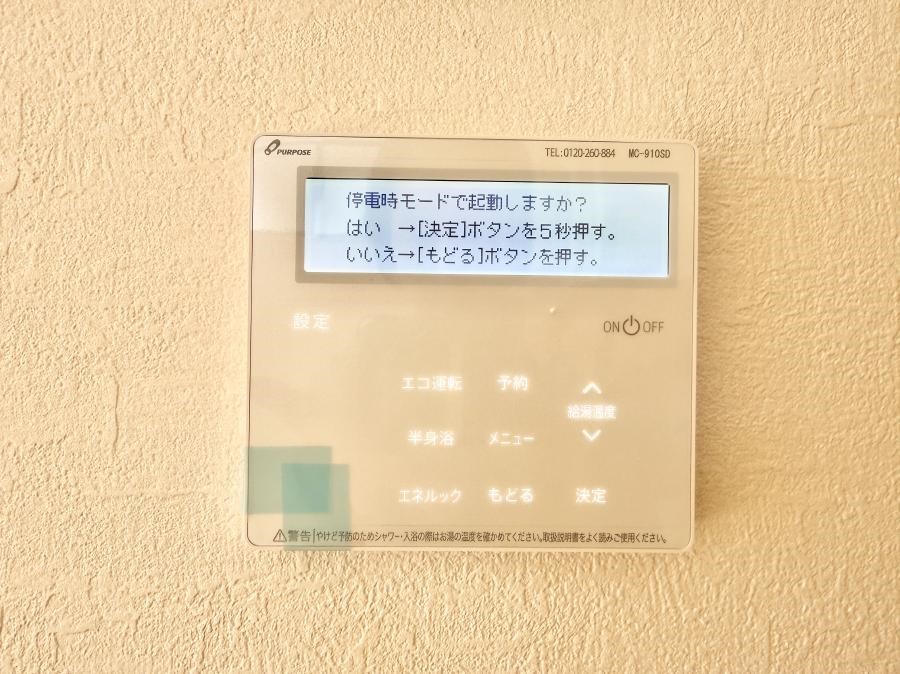 PURPOSE
TEL:0120-260-884 MC-910SD
停電時モードで起動しますか？
はい →[決定]ボタンを5秒押す。
いいえ→[もどる]ボタンを押す。
設定
ON OFF
エコ運転 予約
給湯温度
半身浴 メニュー
エネルック もどる 決定
警告 やけど予防のためシャワー・入浴の際はお湯の温度を確かめてください。取扱説明書をよく読みご使用ください。